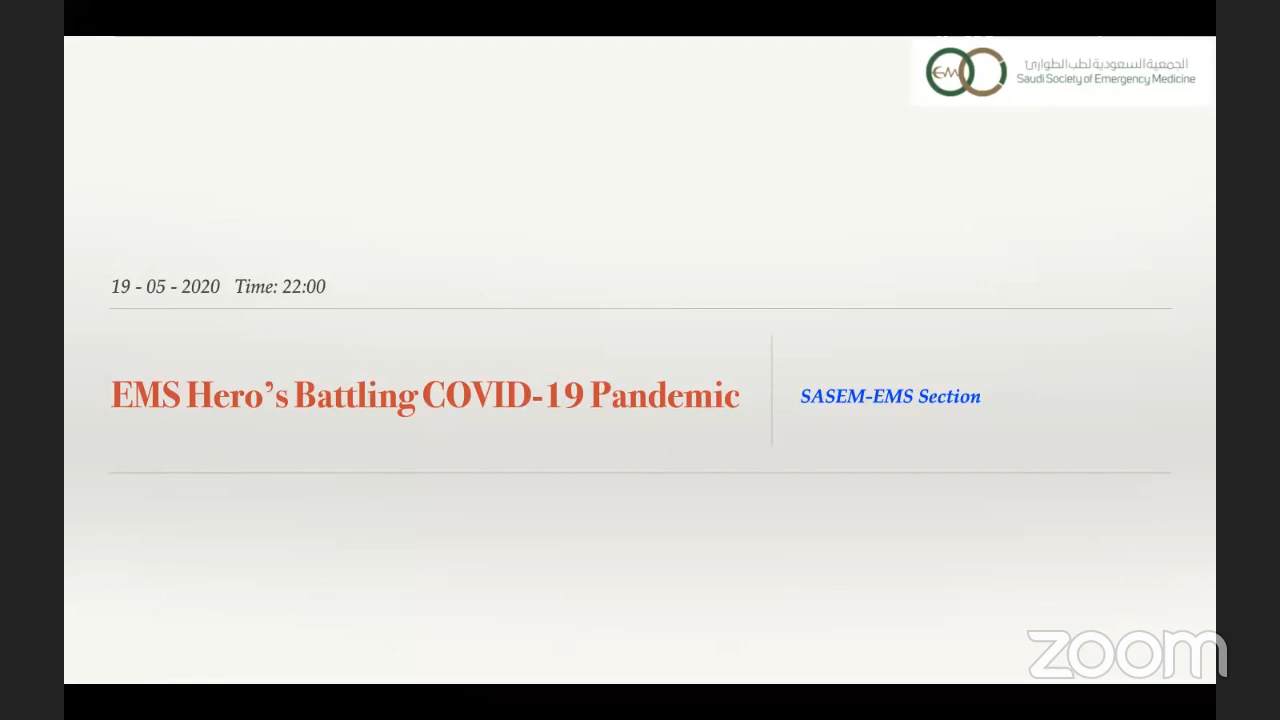 EM
الجمعية السعودية لطب الطوارئ
Saudi Society of Emergency Medicine
19 - 05 - 2020 Time: 22:00
EMS Hero’s Battling COVID-19 Pandemic
SASEM-EMS Section
zoom